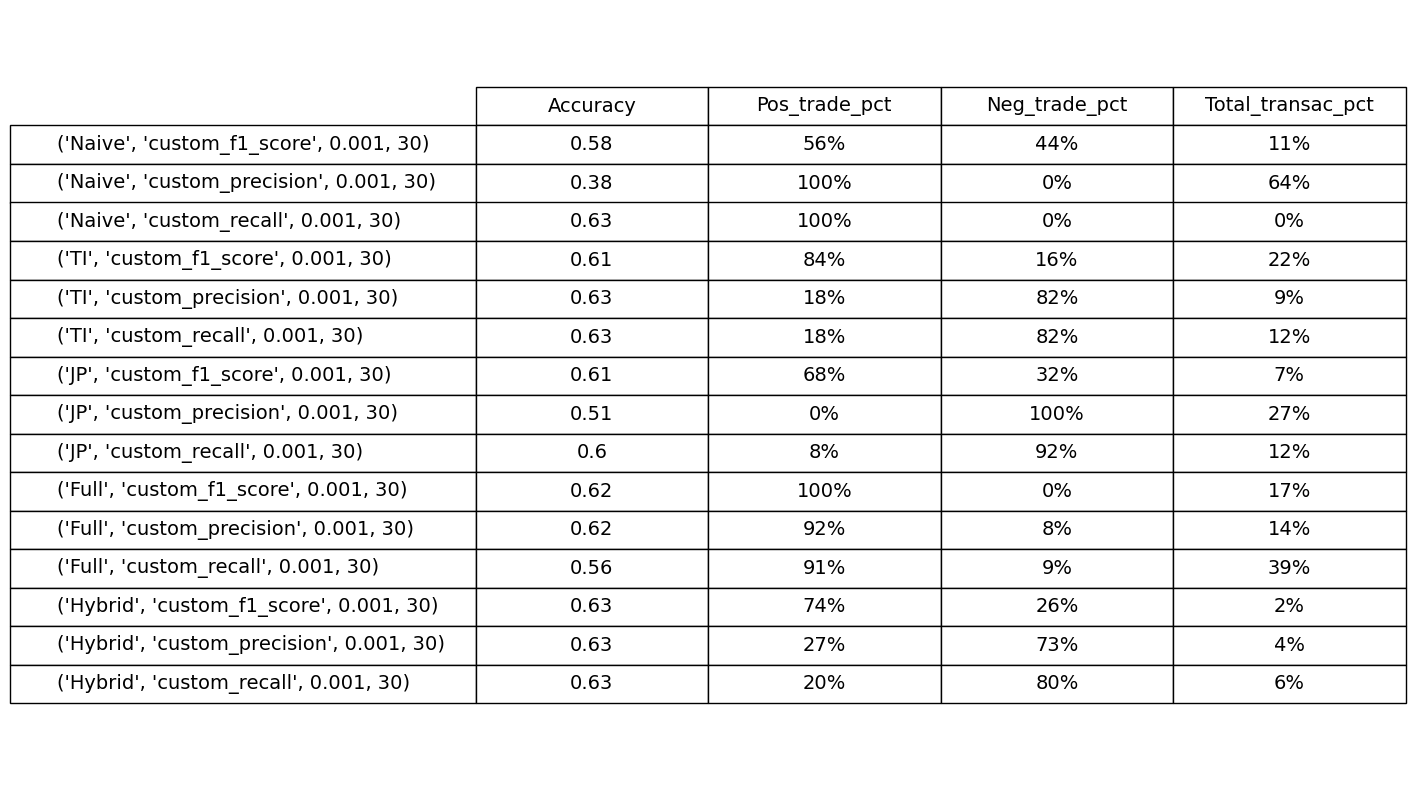 Accuracy Pos_trade_pct Neg_trade_pct Total_transac_pct
('Naive', 'custom_f1_score', 0.001, 30) 0.58 56% 44% 11%
('Naive', 'custom_precision', 0.001, 30) 0.38 100% 0% 64%
('Naive', 'custom_recall', 0.001, 30) 0.63 100% 0% 0%
('TI', 'custom_f1_score', 0.001, 30) 0.61 84% 16% 22%
('TI', 'custom_precision', 0.001, 30) 0.63 18% 82% 9%
('TI', 'custom_recall', 0.001, 30) 0.63 18% 82% 12%
('JP', 'custom_f1_score', 0.001, 30) 0.61 68% 32% 7%
('JP', 'custom_precision', 0.001, 30) 0.51 0% 100% 27%
('JP', 'custom_recall', 0.001, 30) 0.6 8% 92% 12%
('Full', 'custom_f1_score', 0.001, 30) 0.62 100% 0% 17%
('Full', 'custom_precision', 0.001, 30) 0.62 92% 8% 14%
('Full', 'custom_recall', 0.001, 30) 0.56 91% 9% 39%
('Hybrid', 'custom_f1_score', 0.001, 30) 0.63 74% 26% 2%
('Hybrid', 'custom_precision', 0.001, 30) 0.63 27% 73% 4%
('Hybrid', 'custom_recall', 0.001, 30) 0.63 20% 80% 6%